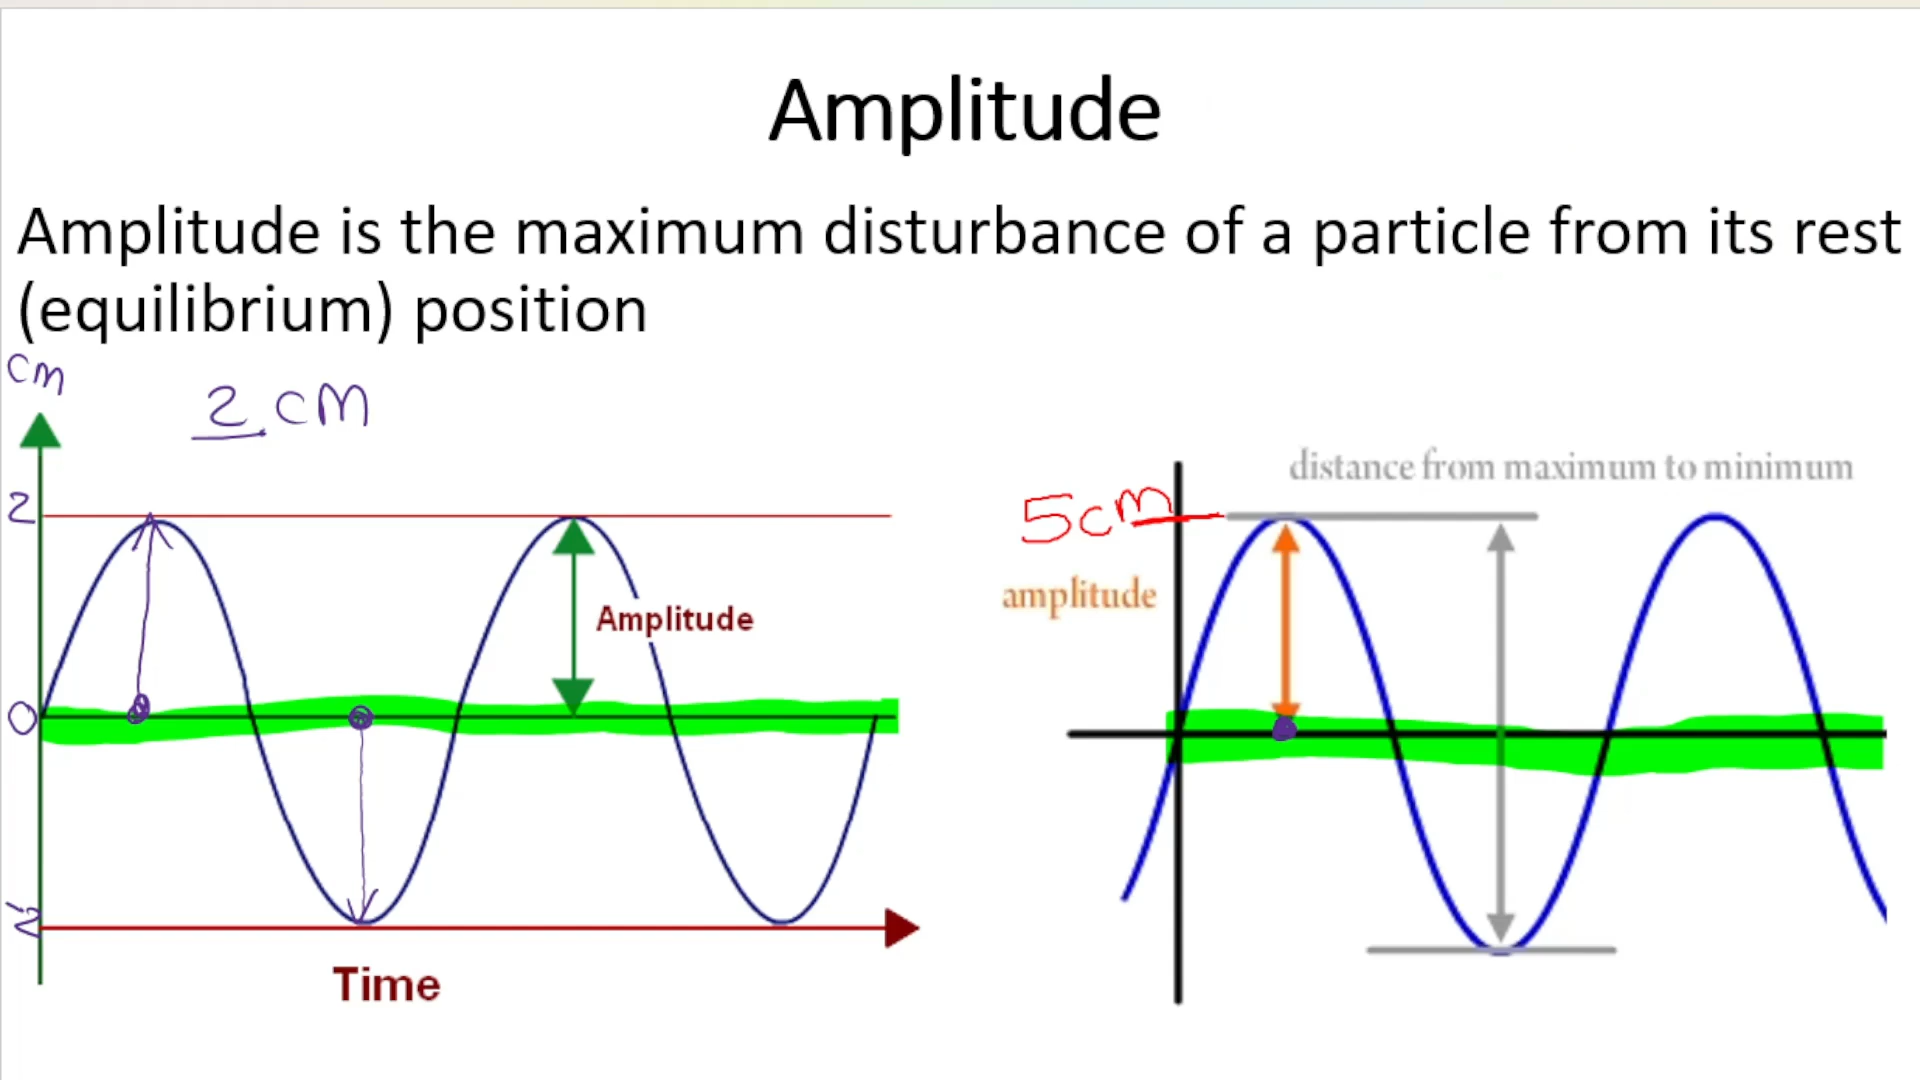 Amplitude
Amplitude is the maximum disturbance of a particle from its rest
(equilibrium) position
cm
2 cm
2
0
Amplitude
Time
distance from maximum to minimum
5cm
amplitude